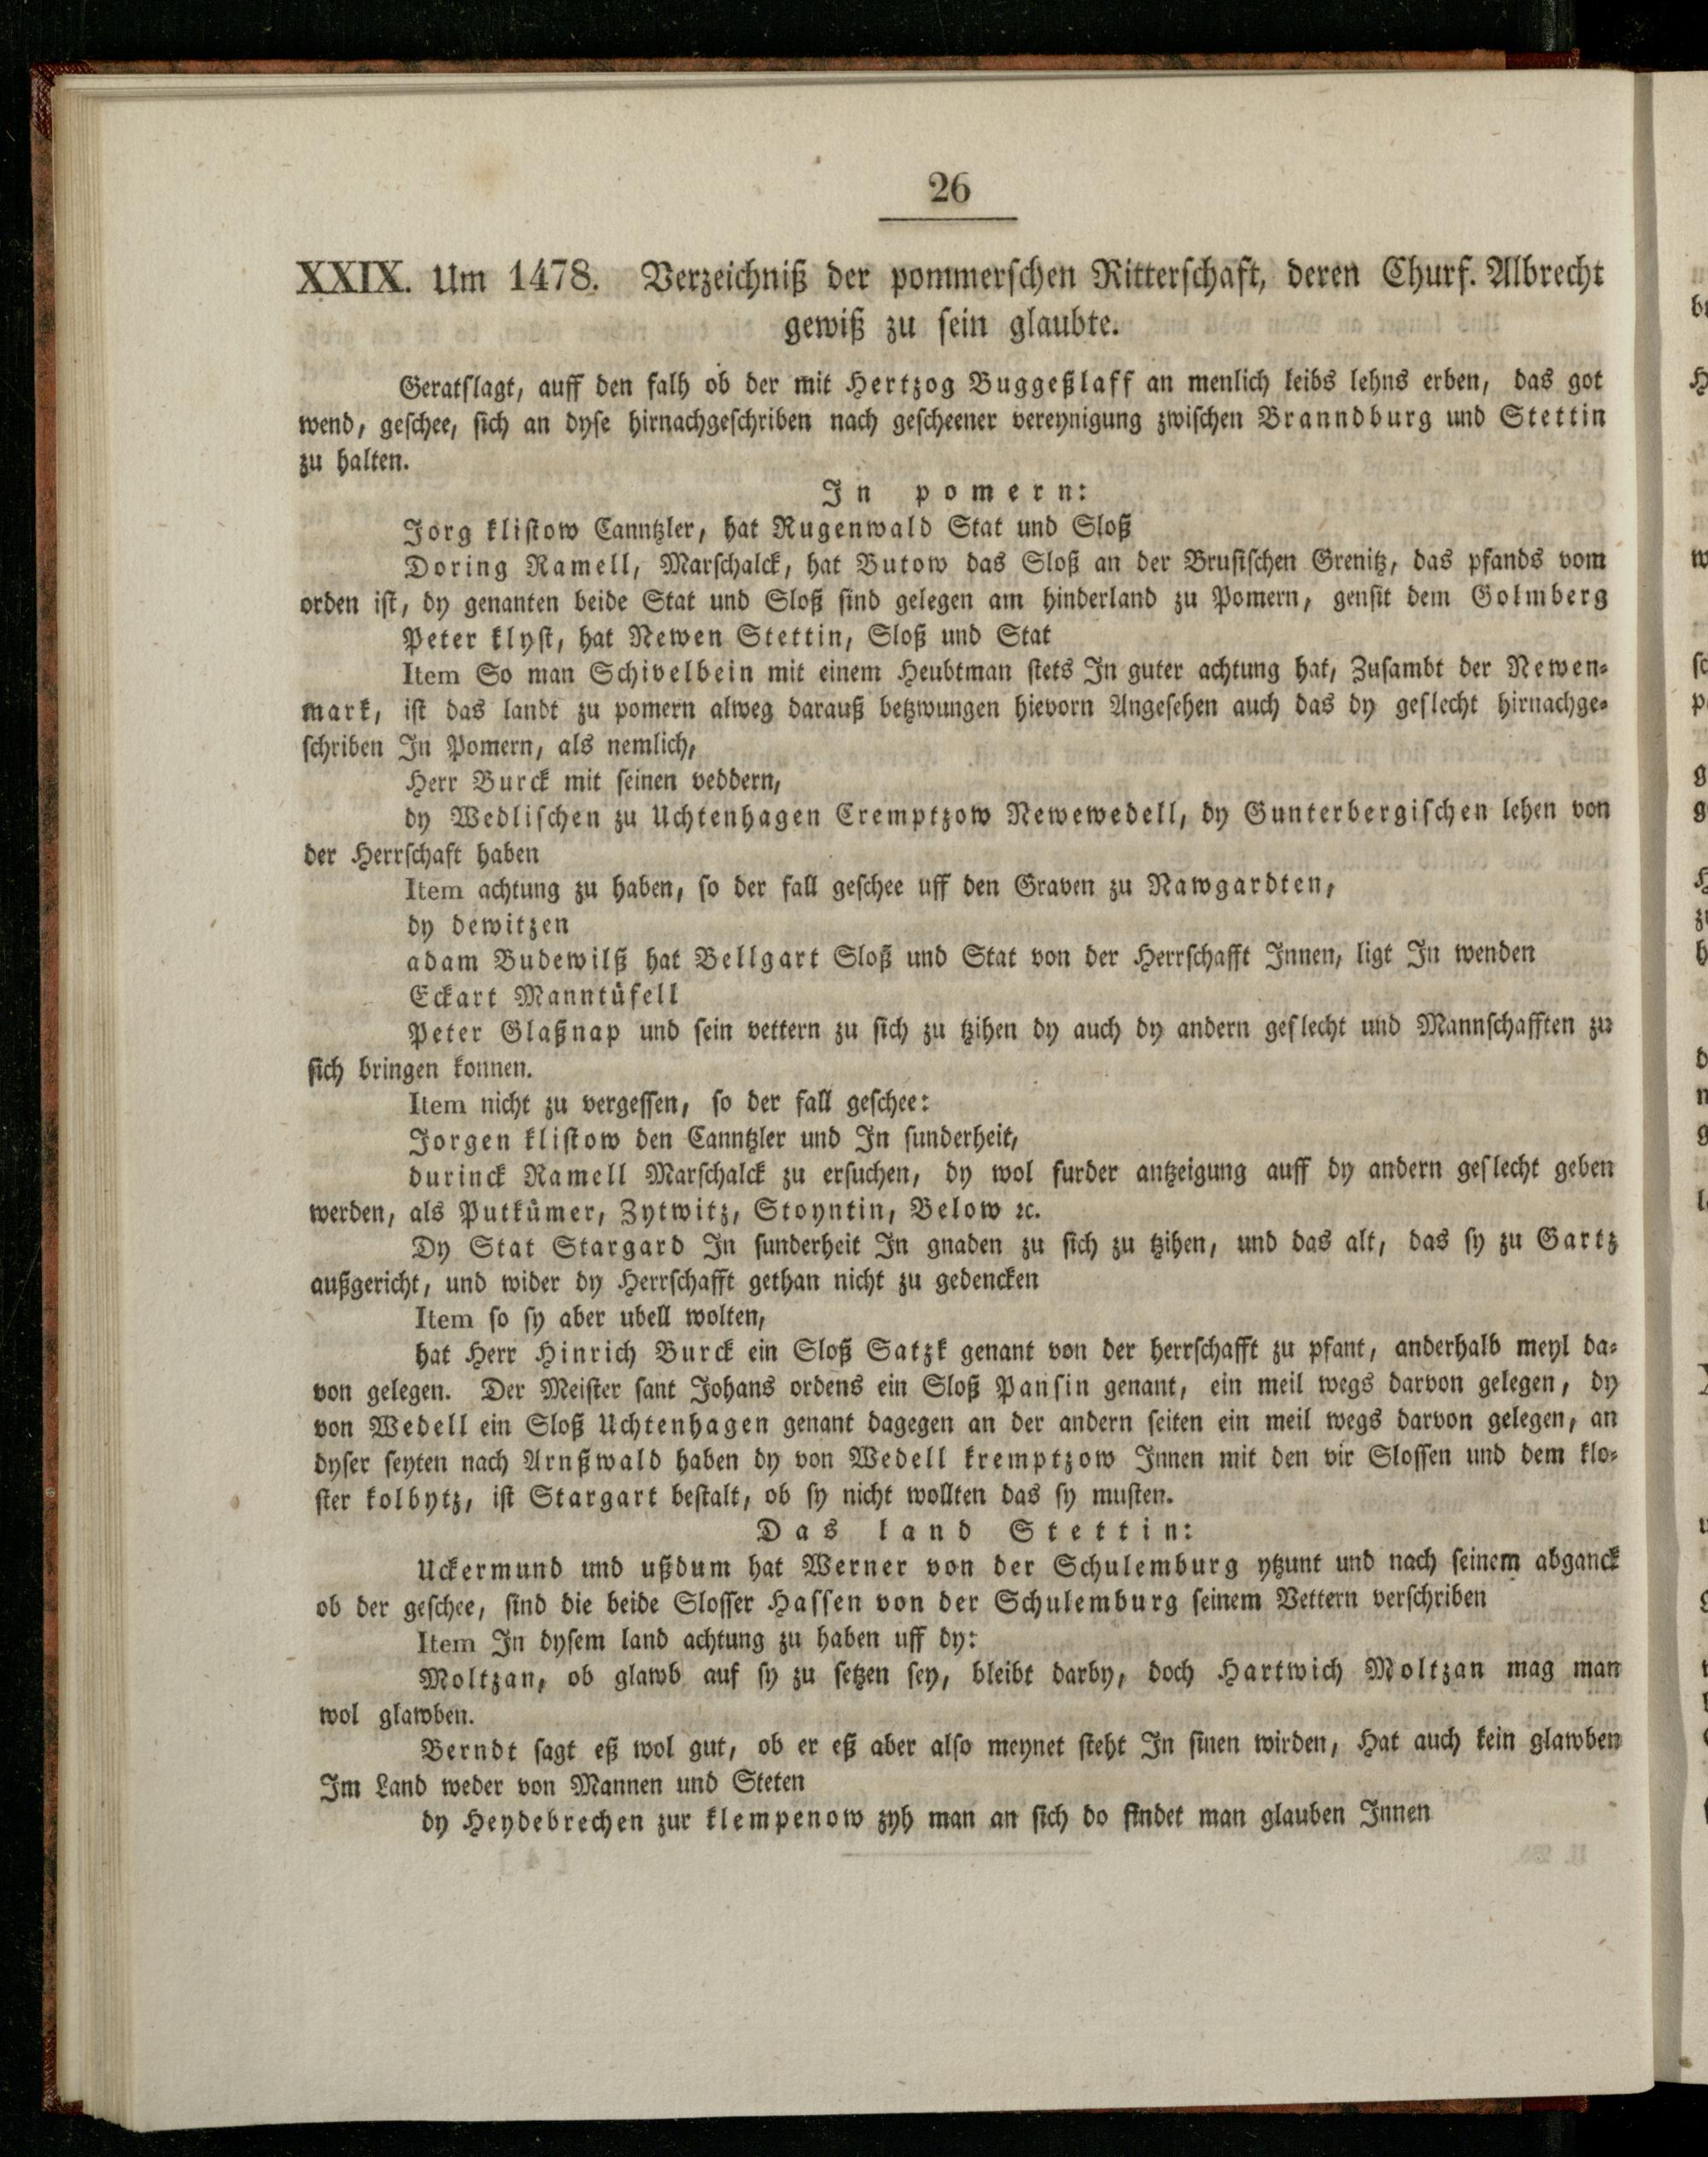 26
XXIX. Um 1478. Verzeichniß der pommerschen Ritterschaft, deren Churf. Albrecht
gewiß zu sein glaubte.
Geratslagt, auff den falh ob der mit Hertzog Buggeßlaff an menlich leibs lehns erben, das got
wend, geschee, sich an dyse hirnachgeschriben nach gescheener vereynigung zwischen Branndburg und Stettin
zu halten.
In pomern:
Jorg klistow Canntzler, hat Rugenwald Stat und Sloß
Doring Ramell, Marschalck, hat Butow das Sloß an der Brusischen Grenitz, das pfands vom
orden ist, dy genanten beide Stat und Sloß sind gelegen am hinderland zu Pomern, gensit dem Golmberg
Peter klyst, hat Newen Stettin, Sloß und Stat
Item So man Schivelbein mit einem Heubtman stets In guter achtung hat, Zusambt der Newen-
mark, ist das landt zu pomern alweg darauß betzwungen hievorn Angesehen auch das dy geslecht hirnachge-
schriben In Pomern, als nemlich,
Herr Burck mit seinen veddern,
dy Wedlischen zu Uchtenhagen Cremptzow Newewedell, dy Gunterbergischen lehen von
der Herrschaft haben
Item achtung zu haben, so der fall geschee uff den Graven zu Nawgardten,
dy dewitzen
adam Budewilß hat Bellgart Sloß und Stat von der Herrschafft Innen, ligt In wenden
Eckart Manntüfell
Peter Glaßnap und sein vettern zu sich zu tzihen dy auch dy andern geslecht und Mannschafften zu
sich bringen konnen.
Item nicht zu vergessen, so der fall geschee:
Jorgen klistow den Canntzler und In sunderheit,
durinck Ramell Marschalck zu ersuchen, dy wol furder antzeigung auff dy andern geslecht geben
werden, als Putkümer, Zytwitz, Stoyntin, Below ꝛc.
Dy Stat Stargard In sunderheit In gnaden zu sich zu tzihen, und das alt, das sy zu Gartz
außgericht, und wider dy Herrschafft gethan nicht zu gedencken
Item so sy aber ubell wolten,
hat Herr Hinrich Burck ein Sloß Satzk genant von der herrschafft zu pfant, anderhalb meyl da-
von gelegen. Der Meister sant Johans ordens ein Sloß Pansin genant, ein meil wegs darvon gelegen, dy
von Wedell ein Sloß Uchtenhagen genant dagegen an der andern seiten ein meil wegs darvon gelegen, an
dyser seyten nach Arnßwald haben dy von Wedell kremptzow Innen mit den vir Slossen und dem klo-
ster kolbytz, ist Stargart bestalt, ob sy nicht wollten das sy musten.
Das land Stettin:
Uckermund und ußdum hat Werner von der Schulemburg ytzunt und nach seinem abganck
ob der geschee, sind die beide Slosser Hassen von der Schulemburg seinem Vettern verschriben
Item In dysem land achtung zu haben uff dy:
Moltzan, ob glawb auf sy zu setzen sey, bleibt darby, doch Hartwich Moltzan mag man
wol glawben.
Berndt sagt eß wol gut, ob er eß aber also meynet steht In sinen wirden, Hat auch kein glawben
Im Land weder von Mannen und Steten
dy Heydebrechen zur klempenow zyh man an sich do findet man glauben Innen